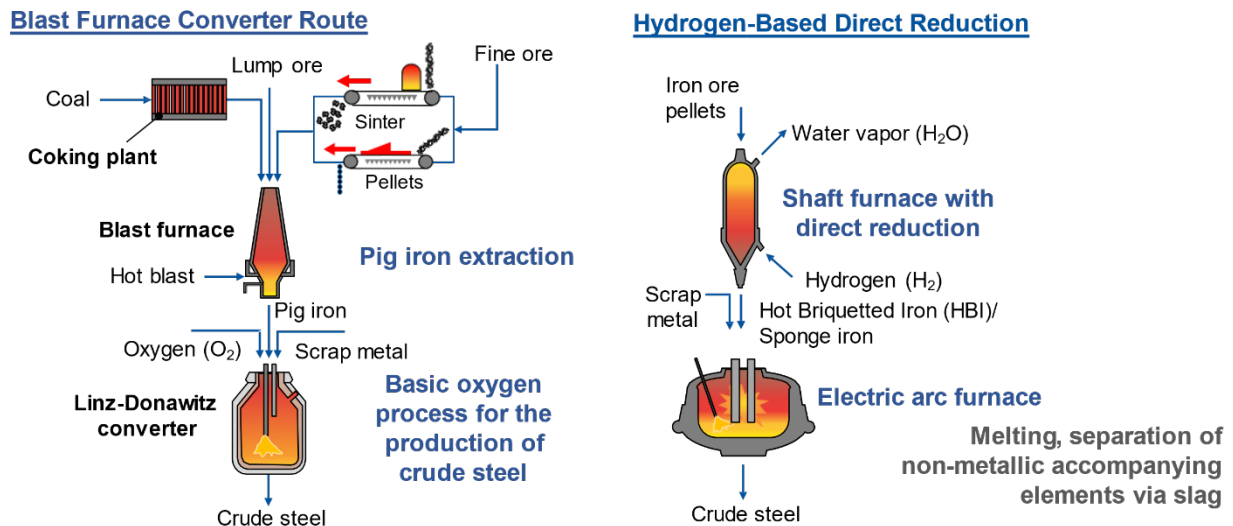 Blast Furnace Converter Route
Lump ore
Fine ore
Coal
Sinter
Coking plant
Pellets
Blast furnace
Pig iron extraction
Hot blast
Pig iron
Oxygen (O₂)
Scrap metal
Linz-Donawitz
converter
Basic oxygen
process for the
production of
crude steel
Crude steel
Hydrogen-Based Direct Reduction
Iron ore
pellets
Water vapor (H₂O)
Shaft furnace with
direct reduction
Hydrogen (H₂)
Scrap
metal
Hot Briquetted Iron (HBI)/
Sponge iron
Electric arc furnace
Melting, separation of
non-metallic accompanying
elements via slag
Crude steel